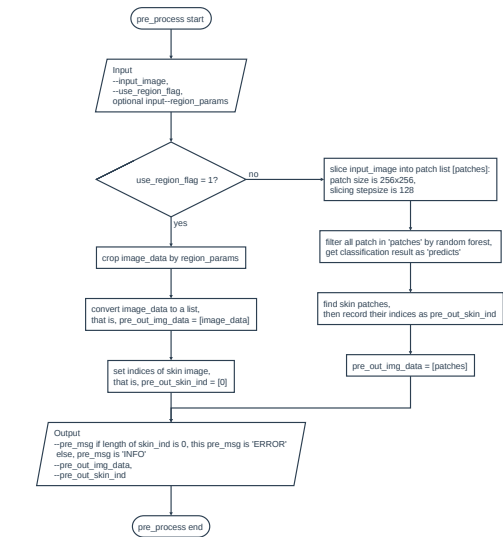 pre_process start
Input
--input_image,
--use_region_flag,
optional input--region_params
use_region_flag = 1?
no
yes
crop image_data by region_params
convert image_data to a list,
that is, pre_out_img_data = [image_data]
set indices of skin image,
that is, pre_out_skin_ind = [0]
slice input_image into patch list [patches]:
patch size is 256x256,
slicing stepsize is 128
filter all patch in 'patches' by random forest,
get classification result as 'predicts'
find skin patches,
then record their indices as pre_out_skin_ind
pre_out_img_data = [patches]
Output
--pre_msg if length of skin_ind is 0, this pre_msg is 'ERROR'
else, pre_msg is 'INFO'
--pre_out_img_data,
--pre_out_skin_ind
pre_process end